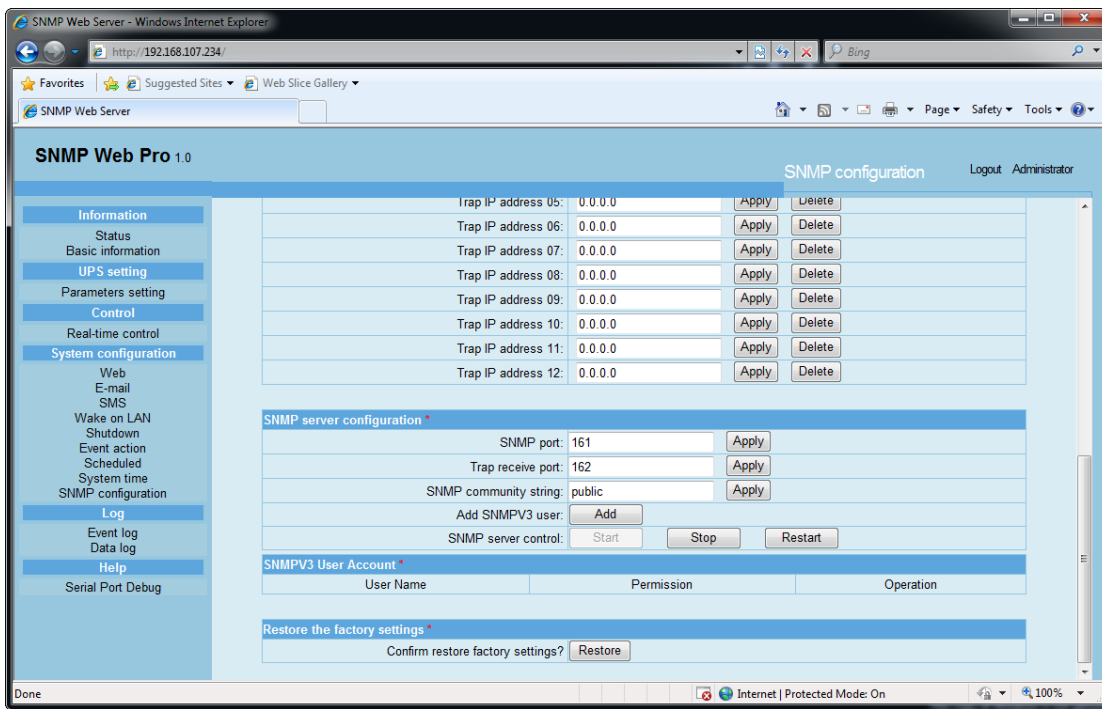 SNMP Web Server - Windows Internet Explorer
http://192.168.107.234/
Bing
Favorites Suggested Sites Web Slice Gallery
SNMP Web Server
Page Safety Tools
SNMP Web Pro 1.0
SNMP configuration Logout Administrator
Information
Status
Basic information
UPS setting
Parameters setting
Control
Real-time control
System configuration
Web
E-mail
SMS
Wake on LAN
Shutdown
Event action
Scheduled
System time
SNMP configuration
Log
Event log
Data log
Help
Serial Port Debug
Trap IP address 05: 0.0.0.0 Apply Delete
Trap IP address 06: 0.0.0.0 Apply Delete
Trap IP address 07: 0.0.0.0 Apply Delete
Trap IP address 08: 0.0.0.0 Apply Delete
Trap IP address 09: 0.0.0.0 Apply Delete
Trap IP address 10: 0.0.0.0 Apply Delete
Trap IP address 11: 0.0.0.0 Apply Delete
Trap IP address 12: 0.0.0.0 Apply Delete
SNMP server configuration *
SNMP port: 161 Apply
Trap receive port: 162 Apply
SNMP community string: public Apply
Add SNMPV3 user: Add
SNMP server control: Start Stop Restart
SNMPV3 User Account *
User Name Permission Operation
Restore the factory settings *
Confirm restore factory settings? Restore
Done Internet | Protected Mode: On 100%